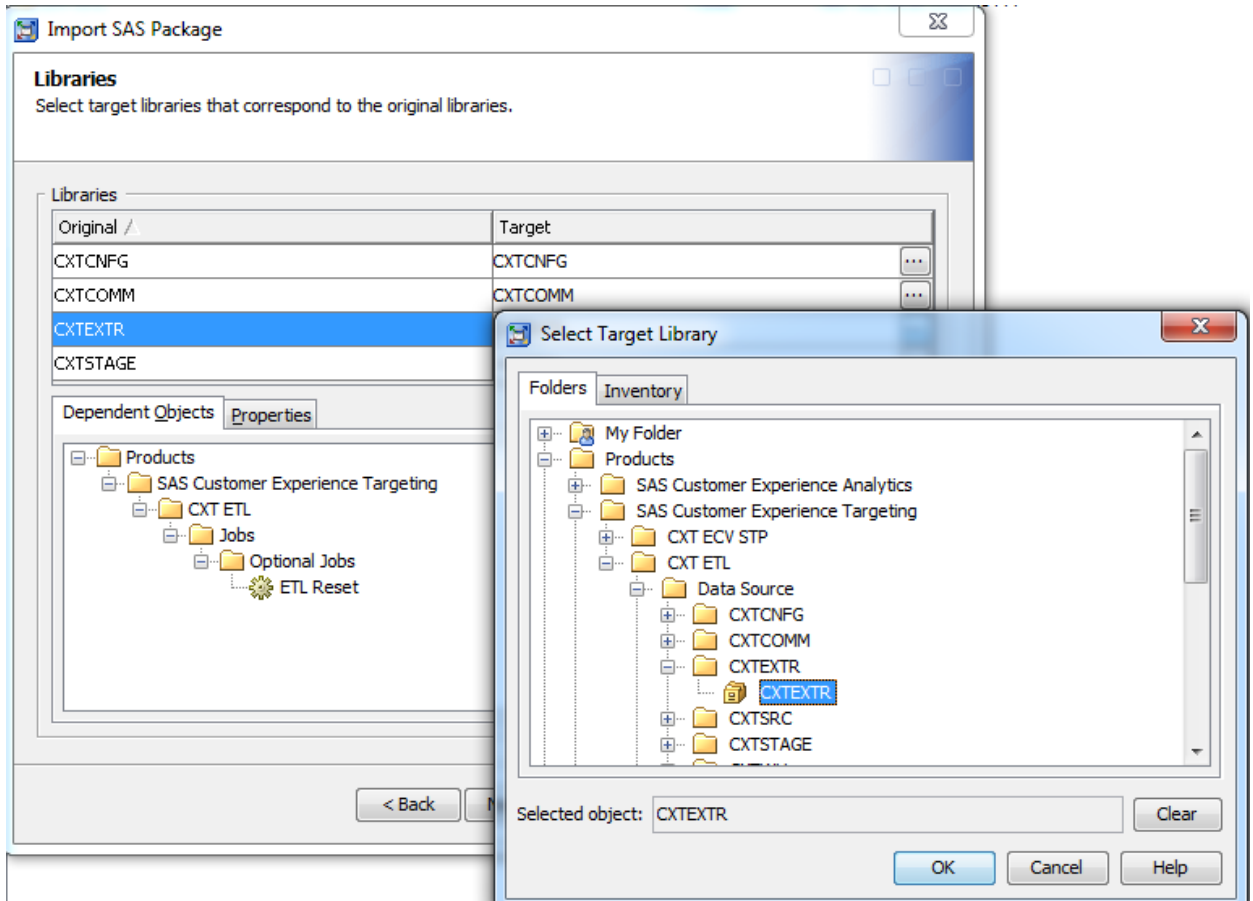 Import SAS Package
Libraries
Select target libraries that correspond to the original libraries.
Libraries
Original Target
CXTCNFG CXTCNFG ...
CXTCOMM CXTCOMM ...
CXTEXTR
CXTSTAGE
Dependent Objects Properties
Products
SAS Customer Experience Targeting
CXT ETL
Jobs
Optional Jobs
ETL Reset
< Back
Select Target Library
Folders Inventory
My Folder
Products
SAS Customer Experience Analytics
SAS Customer Experience Targeting
CXT ECV STP
CXT ETL
Data Source
CXTCNFG
CXTCOMM
CXTEXTR
CXTEXTR
CXTSRC
CXTSTAGE
Selected object: CXTEXTR Clear
OK Cancel Help